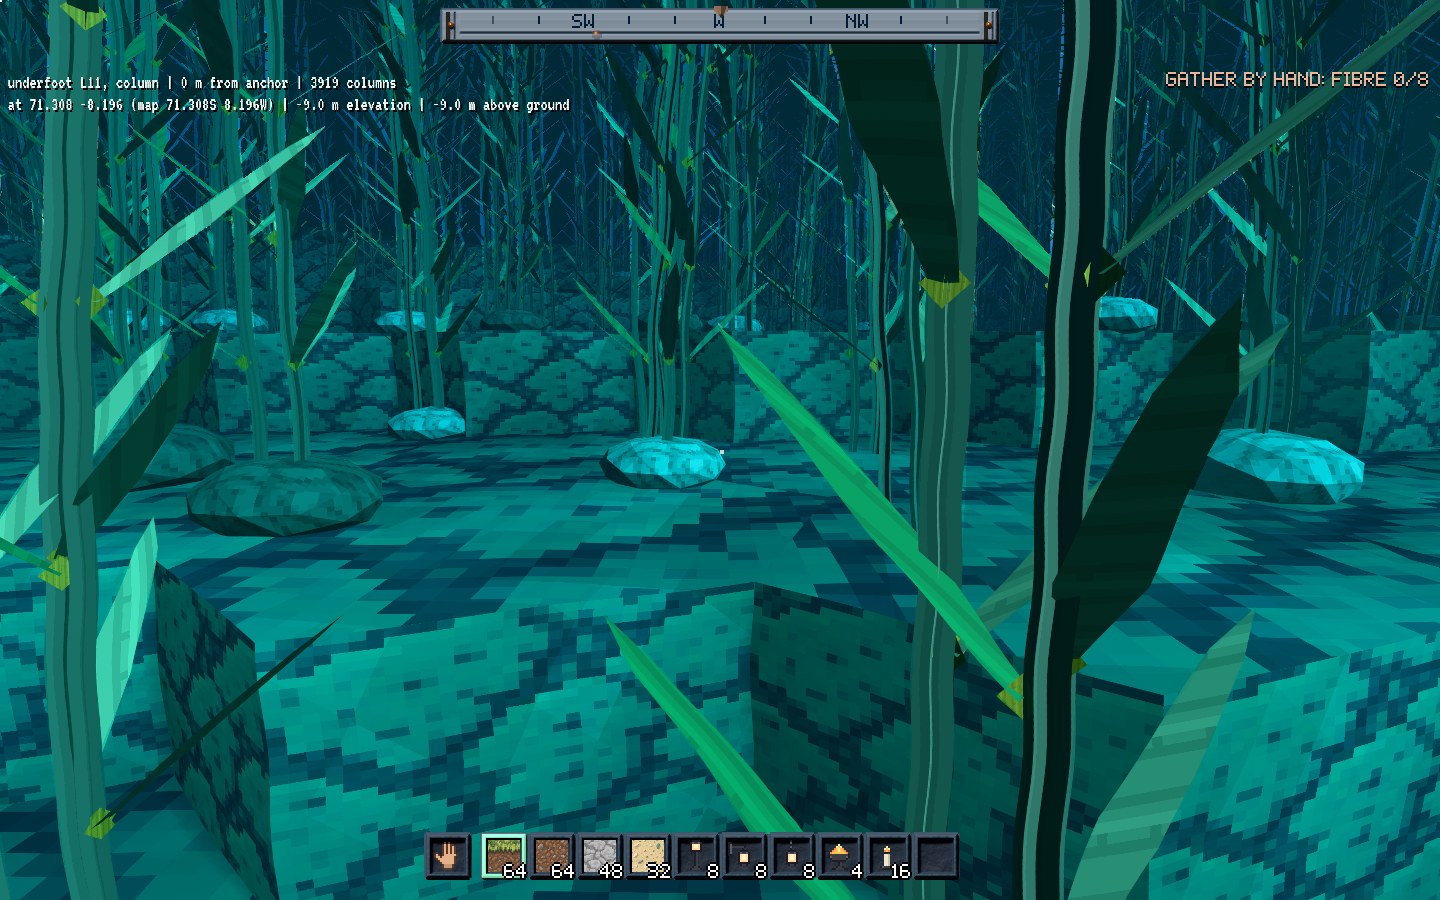 SW W NW
underfoot L11, column | 0 m from anchor | 3919 columns
at 71.308 -8.196 (map 71.308S 8.196W) | -9.0 m elevation | -9.0 m above ground
GATHER BY HAND: FIBRE 0/8
64 64 48 32 8 8 8 4 16